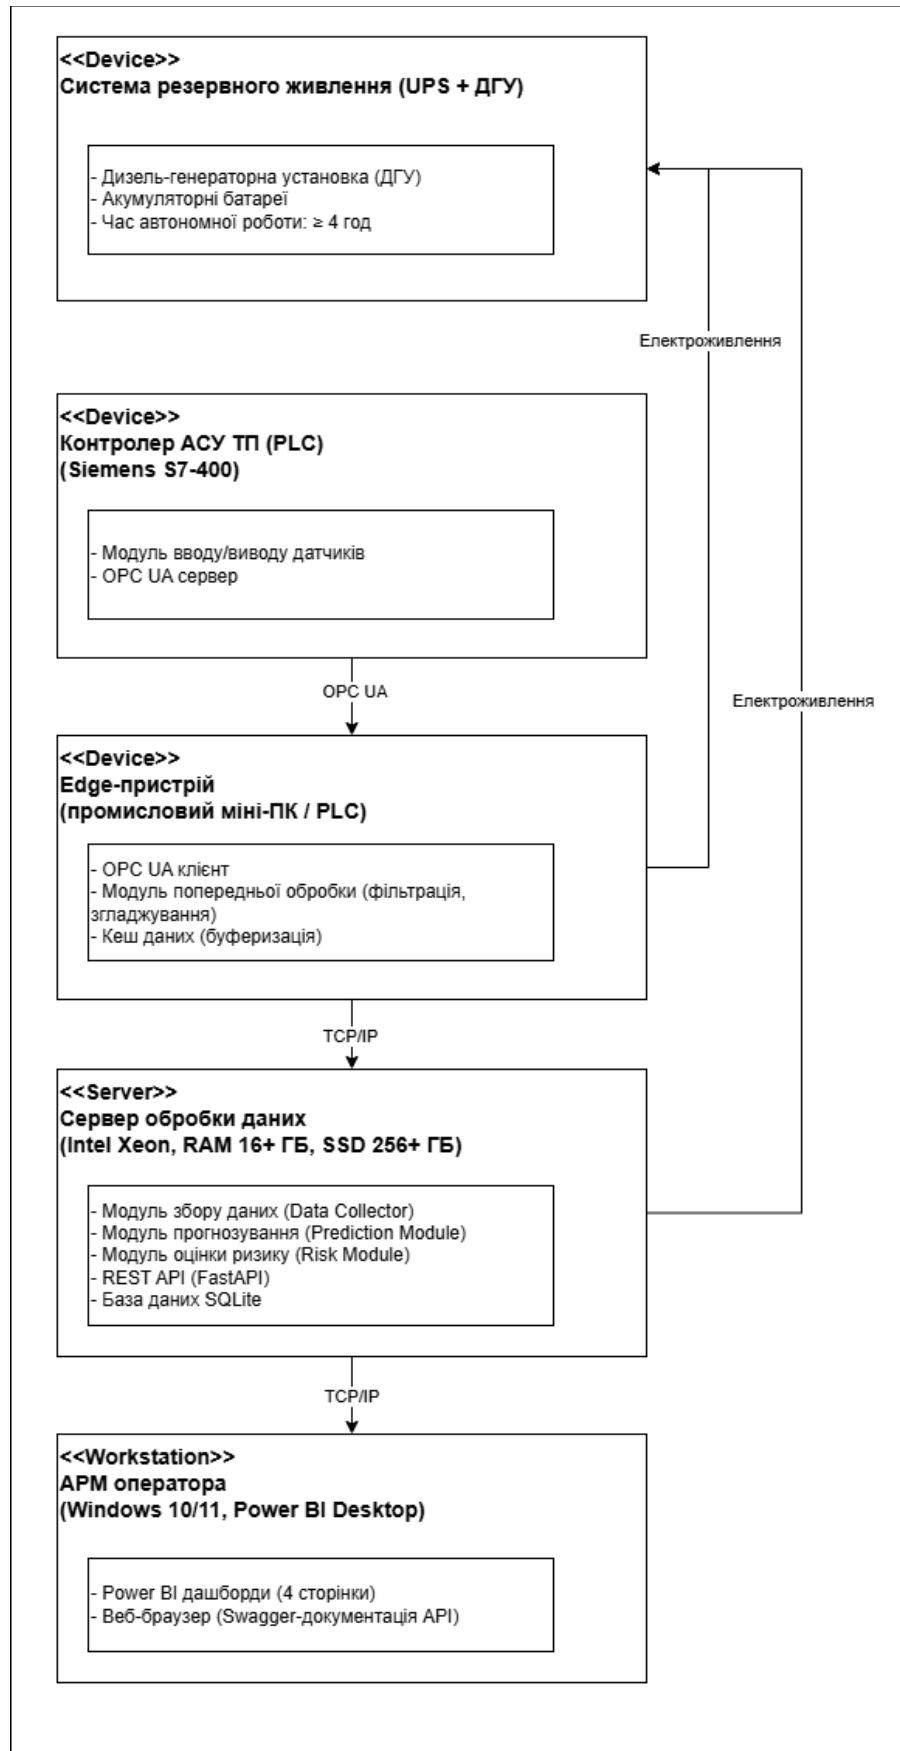 <<Device>>
Система резервного живлення (UPS + ДГУ)
- Дизель-генераторна установка (ДГУ)
- Акумуляторні батареї
- Час автономної роботи: ≥ 4 год
Електроживлення
<<Device>>
Контролер АСУ ТП (PLC)
(Siemens S7-400)
- Модуль вводу/виводу датчиків
- OPC UA сервер
OPC UA
Електроживлення
<<Device>>
Edge-пристрій
(промисловий міні-ПК / PLC)
- OPC UA клієнт
- Модуль попередньої обробки (фільтрація,
згладжування)
- Кеш даних (буферизація)
TCP/IP
<<Server>>
Сервер обробки даних
(Intel Xeon, RAM 16+ ГБ, SSD 256+ ГБ)
- Модуль збору даних (Data Collector)
- Модуль прогнозування (Prediction Module)
- Модуль оцінки ризику (Risk Module)
- REST API (FastAPI)
- База даних SQLite
TCP/IP
<<Workstation>>
АРМ оператора
(Windows 10/11, Power BI Desktop)
- Power BI дашборди (4 сторінки)
- Веб-браузер (Swagger-документація API)